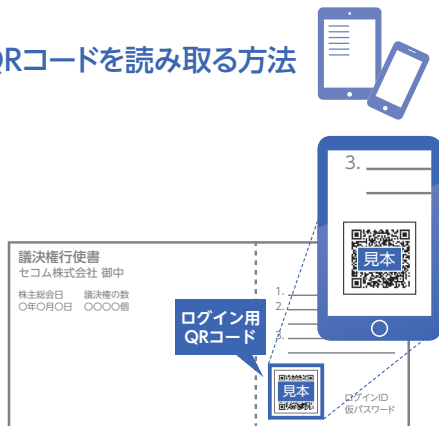 QRコードを読み取る方法
3.
見本
議決権行使書
セコム株式会社 御中
株主総会日 議決権の数
○年○月○日 ○○○○個
ログイン用
QRコード
1.
2.
3.
見本
ログインID
仮パスワード